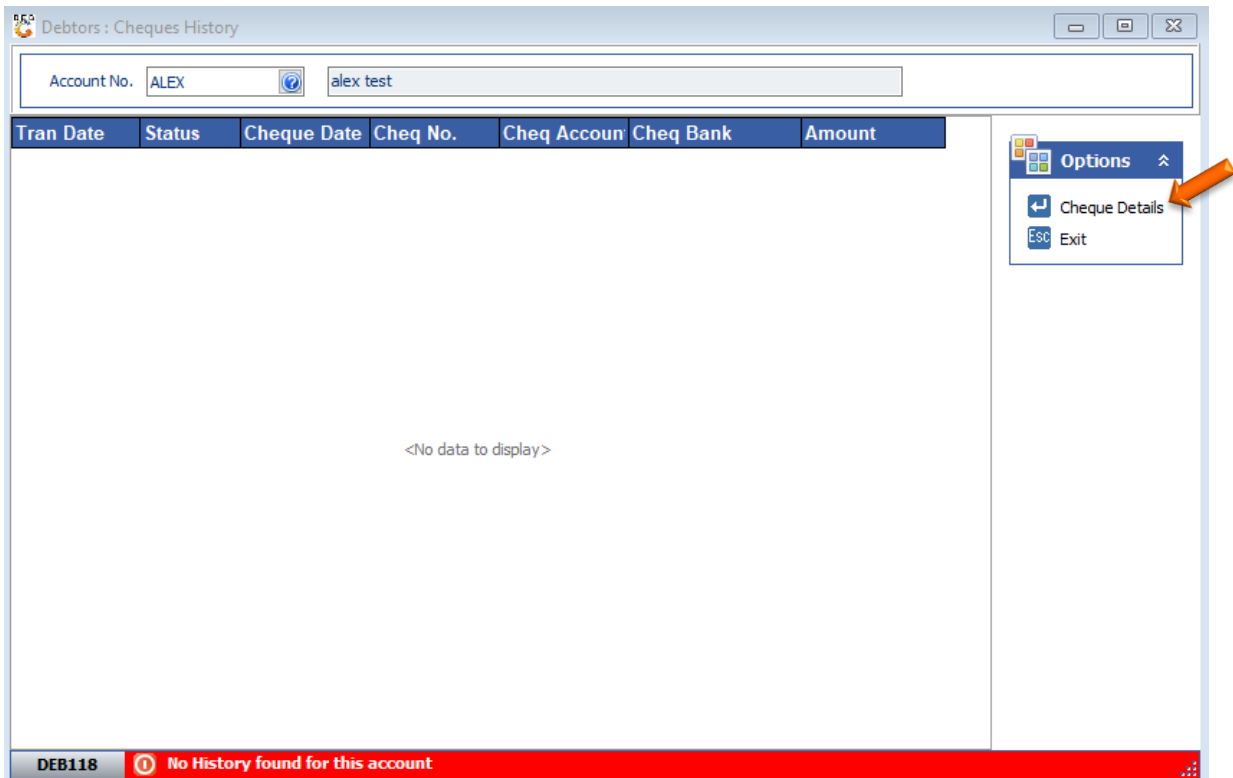 Debtors : Cheques History
Account No. ALEX alex test
Tran Date Status Cheque Date Cheq No. Cheq Accoun Cheq Bank Amount
Options
Cheque Details
Esc Exit
<No data to display>
DEB118 No History found for this account